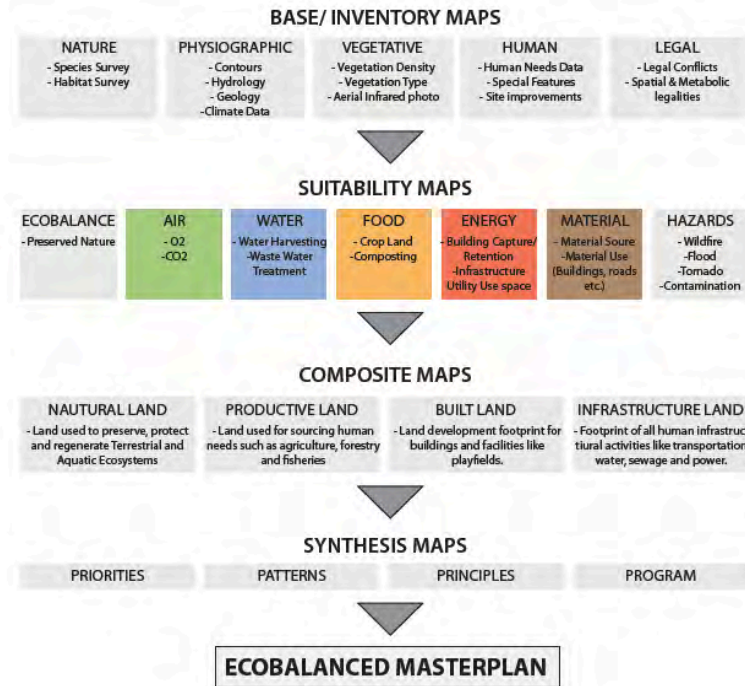 BASE/ INVENTORY MAPS
NATURE
- Species Survey
- Habitat Survey
PHYSIOGRAPHIC
- Contours
- Hydrology
- Geology
-Climate Data
VEGETATIVE
- Vegetation Density
- Vegetation Type
- Aerial Infrared photo
HUMAN
- Human Needs Data
- Special Features
- Site improvements
LEGAL
- Legal Conflicts
- Spatial & Metabolic
legalities
SUITABILITY MAPS
ECOBALANCE
- Preserved Nature
AIR
- O2
-CO2
WATER
- Water Harvesting
-Waste Water
Treatment
FOOD
- Crop Land
-Composting
ENERGY
- Building Capture/
Retention
-Infrastructure
Utility Use space
MATERIAL
- Material Soure
-Material Use
(Buildings, roads
etc.)
HAZARDS
- Wildfire
-Flood
-Tornado
-Contamination
COMPOSITE MAPS
NAUTURAL LAND
- Land used to preserve, protect
and regenerate Terrestrial and
Aquatic Ecosystems
PRODUCTIVE LAND
- Land used for sourcing human
needs such as agriculture, forestry
and fisheries
BUILT LAND
- Land development footprint for
buildings and facilities like
playfields.
INFRASTRUCTURE LAND
- Footprint of all human infrastruc-
tiural activities like transportation
water, sewage and power.
SYNTHESIS MAPS
PRIORITIES
PATTERNS
PRINCIPLES
PROGRAM
ECOBALANCED MASTERPLAN